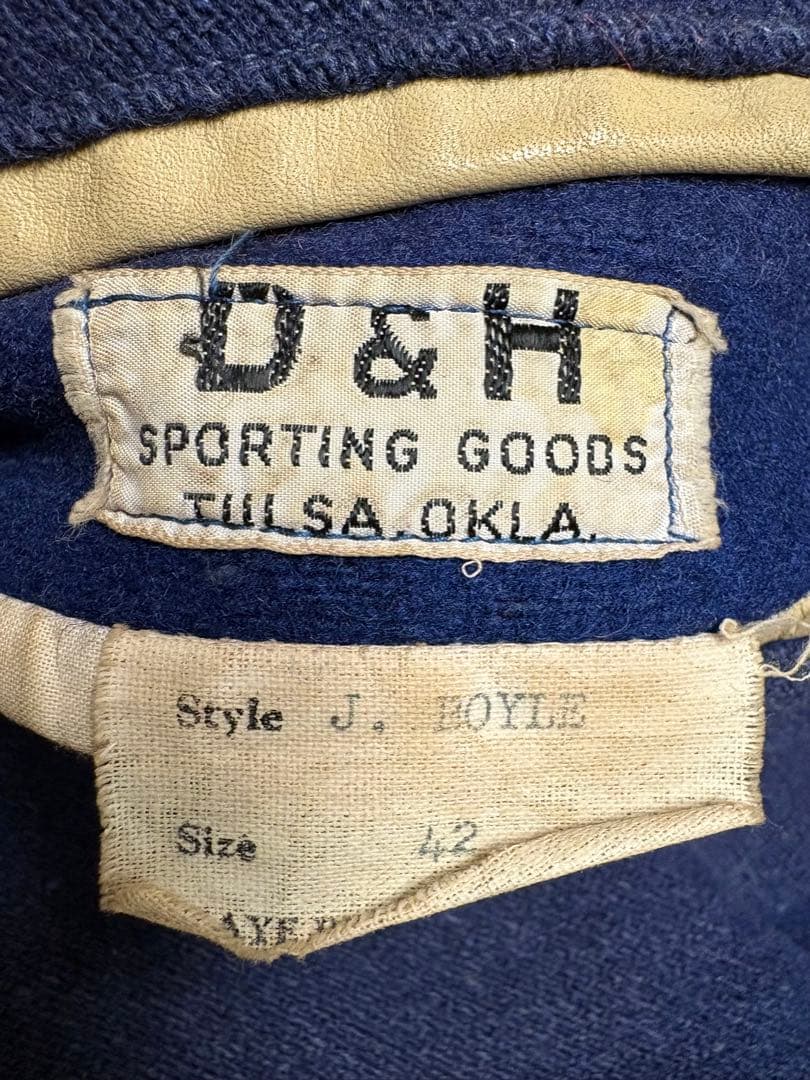 D & H
SPORTING GOODS
TULSA, OKLA.
Style J. BOYLE
Size 42